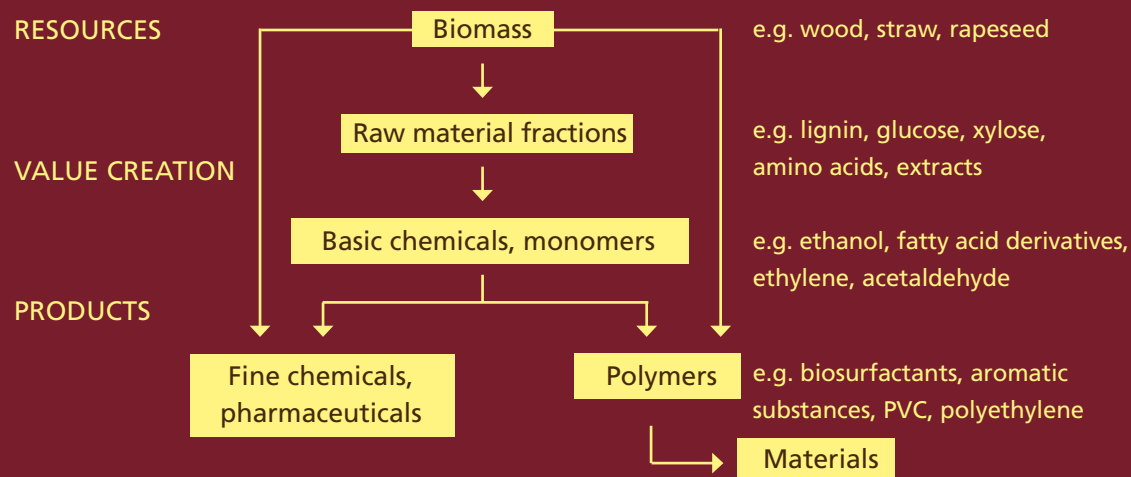 RESOURCES
Biomass
e.g. wood, straw, rapeseed
Raw material fractions
e.g. lignin, glucose, xylose,
amino acids, extracts
VALUE CREATION
Basic chemicals, monomers
e.g. ethanol, fatty acid derivatives,
ethylene, acetaldehyde
PRODUCTS
Fine chemicals,
pharmaceuticals
Polymers
e.g. biosurfactants, aromatic
substances, PVC, polyethylene
Materials